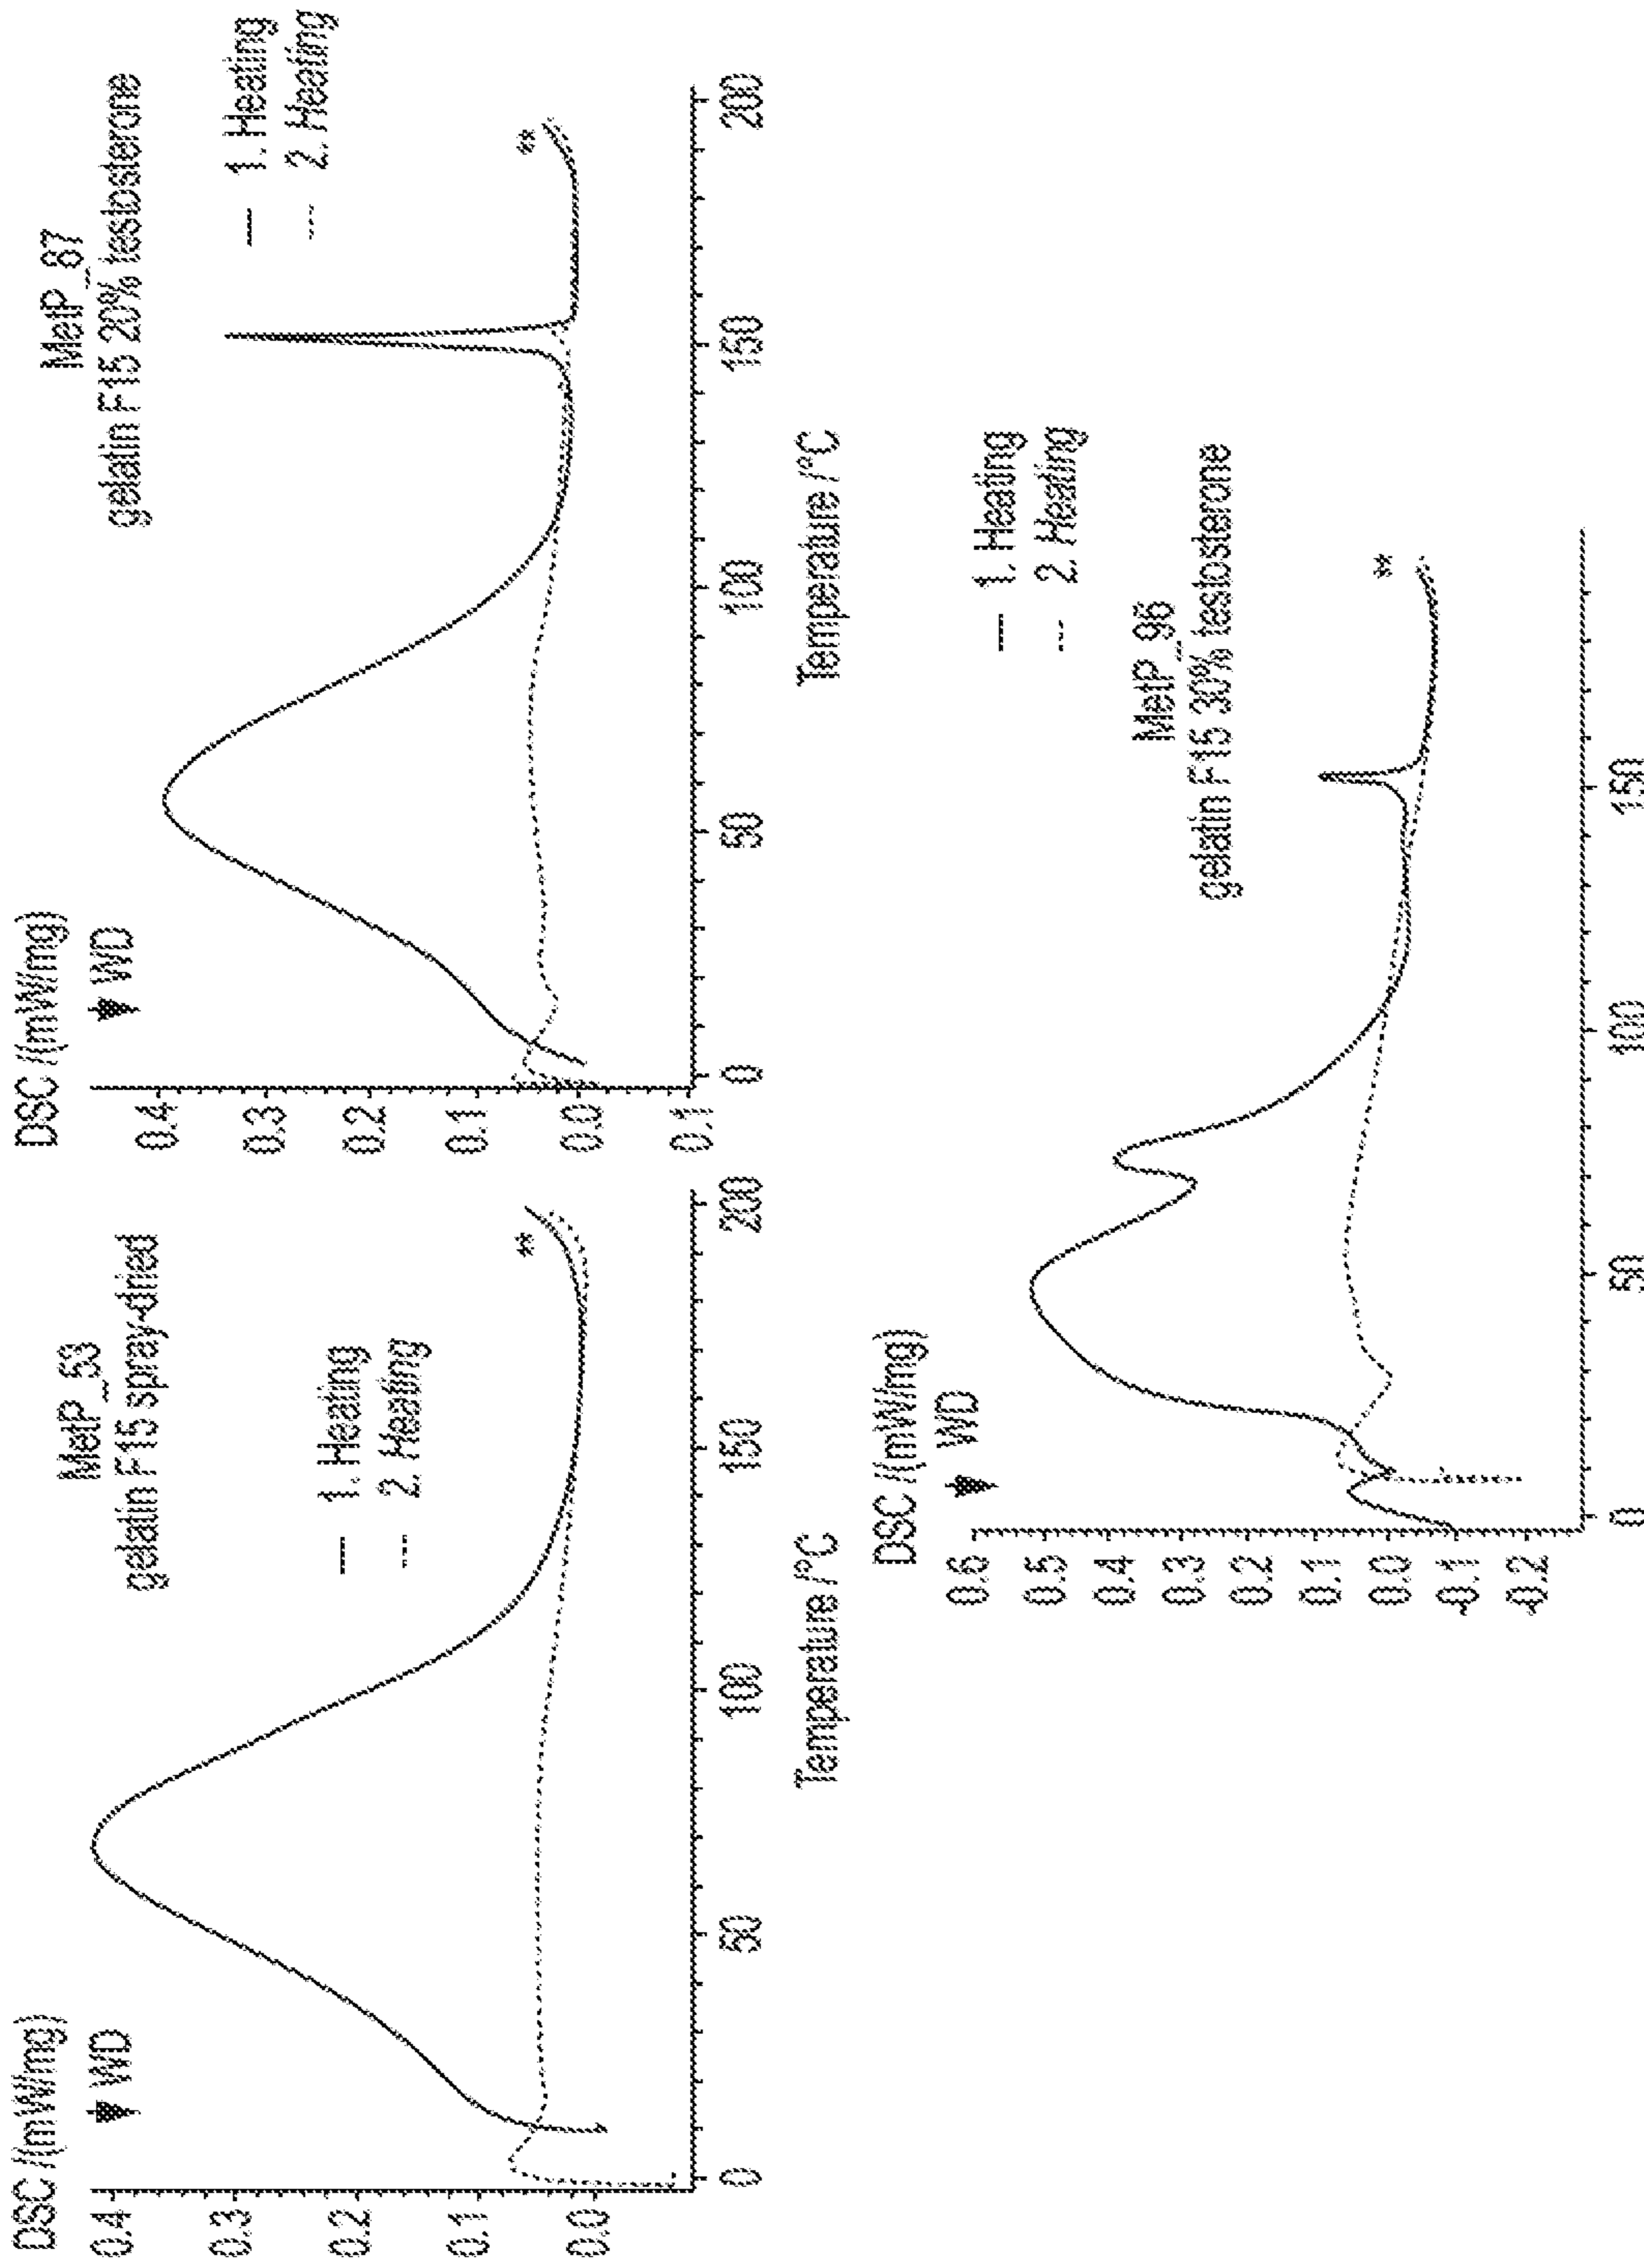 DSC /(mW/mg)
WD
MetP_53
gelatin F15 spray-dried
1. Heating
2. Heating
**
0.4
0.3
0.2
0.1
0.0
0 50 100 150 200
Temperature /°C
DSC /(mW/mg)
WD
MetP_87
gelatin F15 20% testosterone
1. Heating
2. Heating
**
0.4
0.3
0.2
0.1
0.0
0.1
0 50 100 150 200
Temperature /°C
DSC /(mW/mg)
WD
1. Heating
2. Heating
MetP_96
gelatin F15 30% testosterone
**
0.6
0.5
0.4
0.3
0.2
0.1
0.0
-0.1
-0.2
0 50 100 150